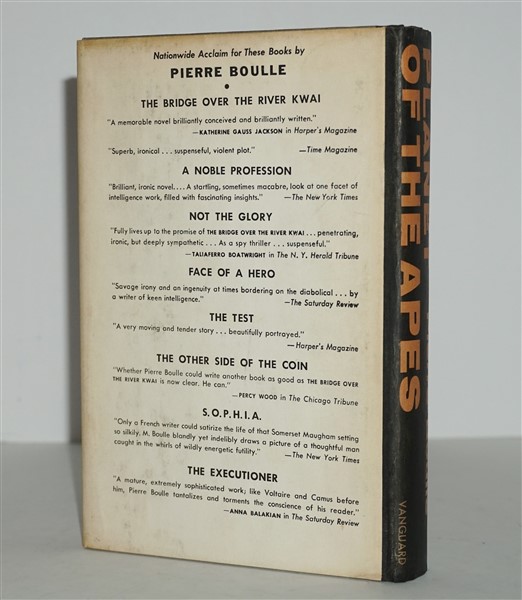 Nationwide Acclaim for These Books by
PIERRE BOULLE
•
THE BRIDGE OVER THE RIVER KWAI
"A memorable novel brilliantly conceived and brilliantly written."
—KATHERINE GAUSS JACKSON in Harper's Magazine
"Superb, ironical . . . suspenseful, violent plot." —Time Magazine
A NOBLE PROFESSION
"Brilliant, ironic novel.... A startling, sometimes macabre, look at one facet of
intelligence work, filled with fascinating insights." —The New York Times
NOT THE GLORY
"Fully lives up to the promise of THE BRIDGE OVER THE RIVER KWAI . . . penetrating,
ironic, but deeply sympathetic . . . As a spy thriller . . . suspenseful."
—TALIAFERRO BOATWRIGHT in The N. Y. Herald Tribune
FACE OF A HERO
"Savage irony and an ingenuity at times bordering on the diabolical . . . by
a writer of keen intelligence." —The Saturday Review
THE TEST
"A very moving and tender story . . . beautifully portrayed."
—Harper's Magazine
THE OTHER SIDE OF THE COIN
"Whether Pierre Boulle could write another book as good as THE BRIDGE OVER
THE RIVER KWAI is now clear. He can."
—PERCY WOOD in The Chicago Tribune
S.O.P.H.I.A.
"Only a French writer could satirize the life of that Somerset Maugham setting
so silkily. M. Boulle blandly yet indelibly draws a picture of a thoughtful man
caught in the whirls of wildly energetic futility." —The New York Times
THE EXECUTIONER
"A mature, extremely sophisticated work; like Voltaire and Camus before
him, Pierre Boulle tantalizes and torments the conscience of his reader."
—ANNA BALAKIAN in The Saturday Review
PLANET
OF THE APES
VANGUARD